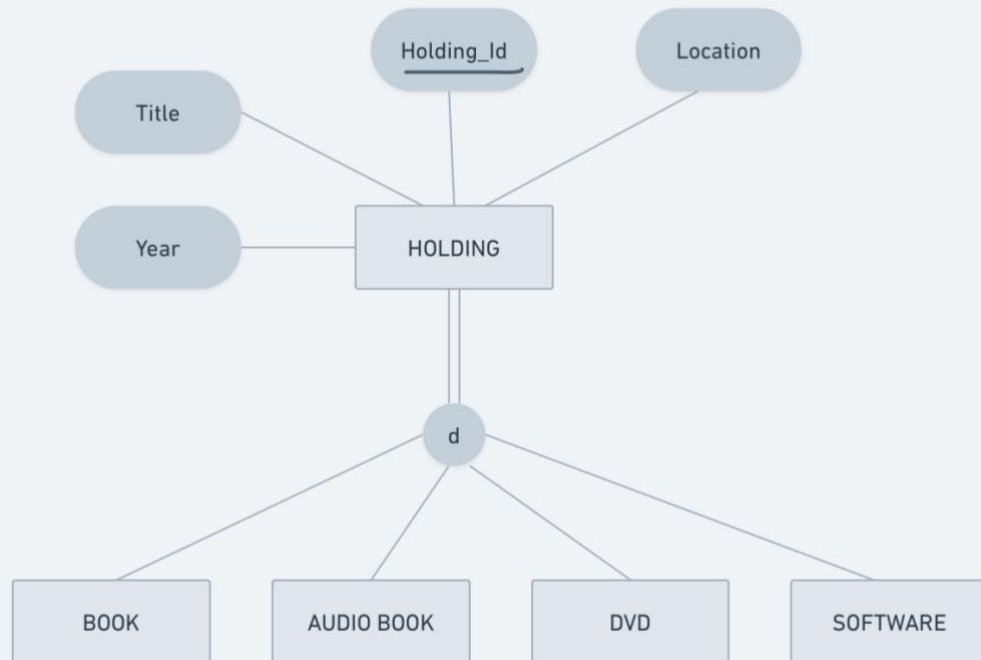 Holding_Id
Location
Title
Year
HOLDING
d
BOOK
AUDIO BOOK
DVD
SOFTWARE